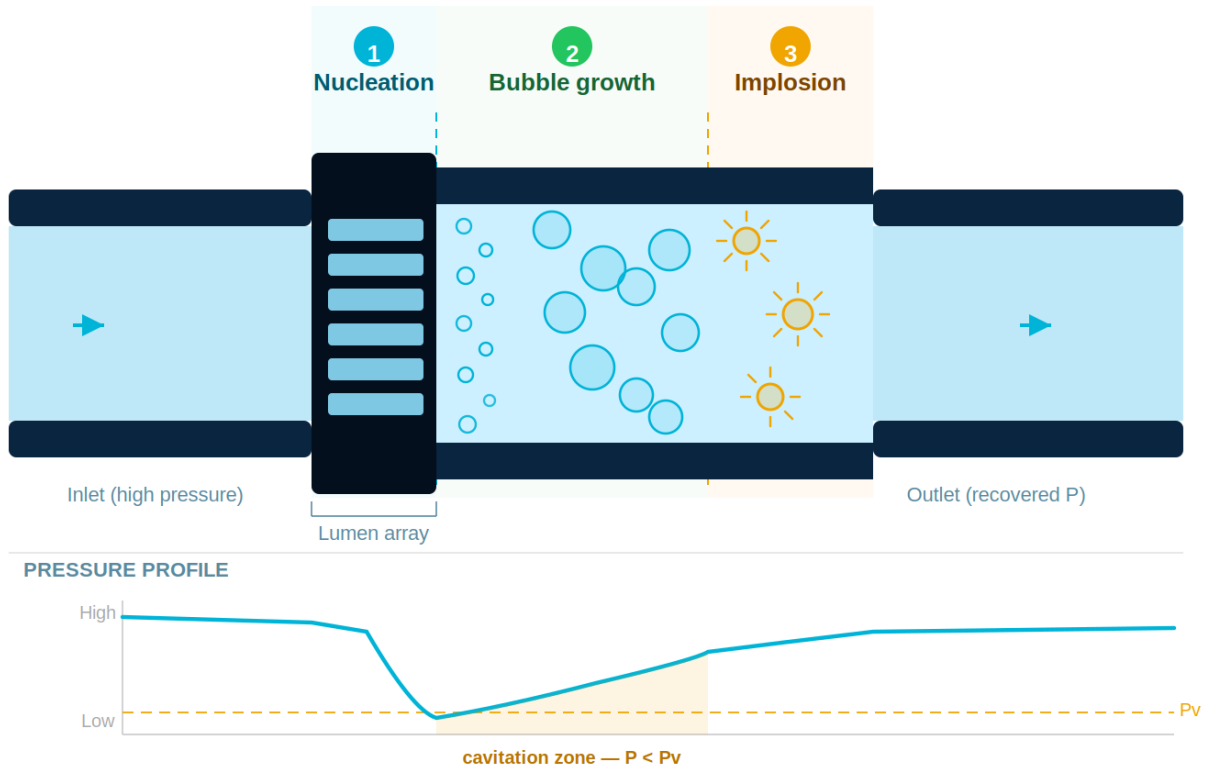 1
2
3
Nucleation
Bubble growth
Implosion
Inlet (high pressure)
Outlet (recovered P)
Lumen array
PRESSURE PROFILE
High
Low
Pv
cavitation zone — P < Pv